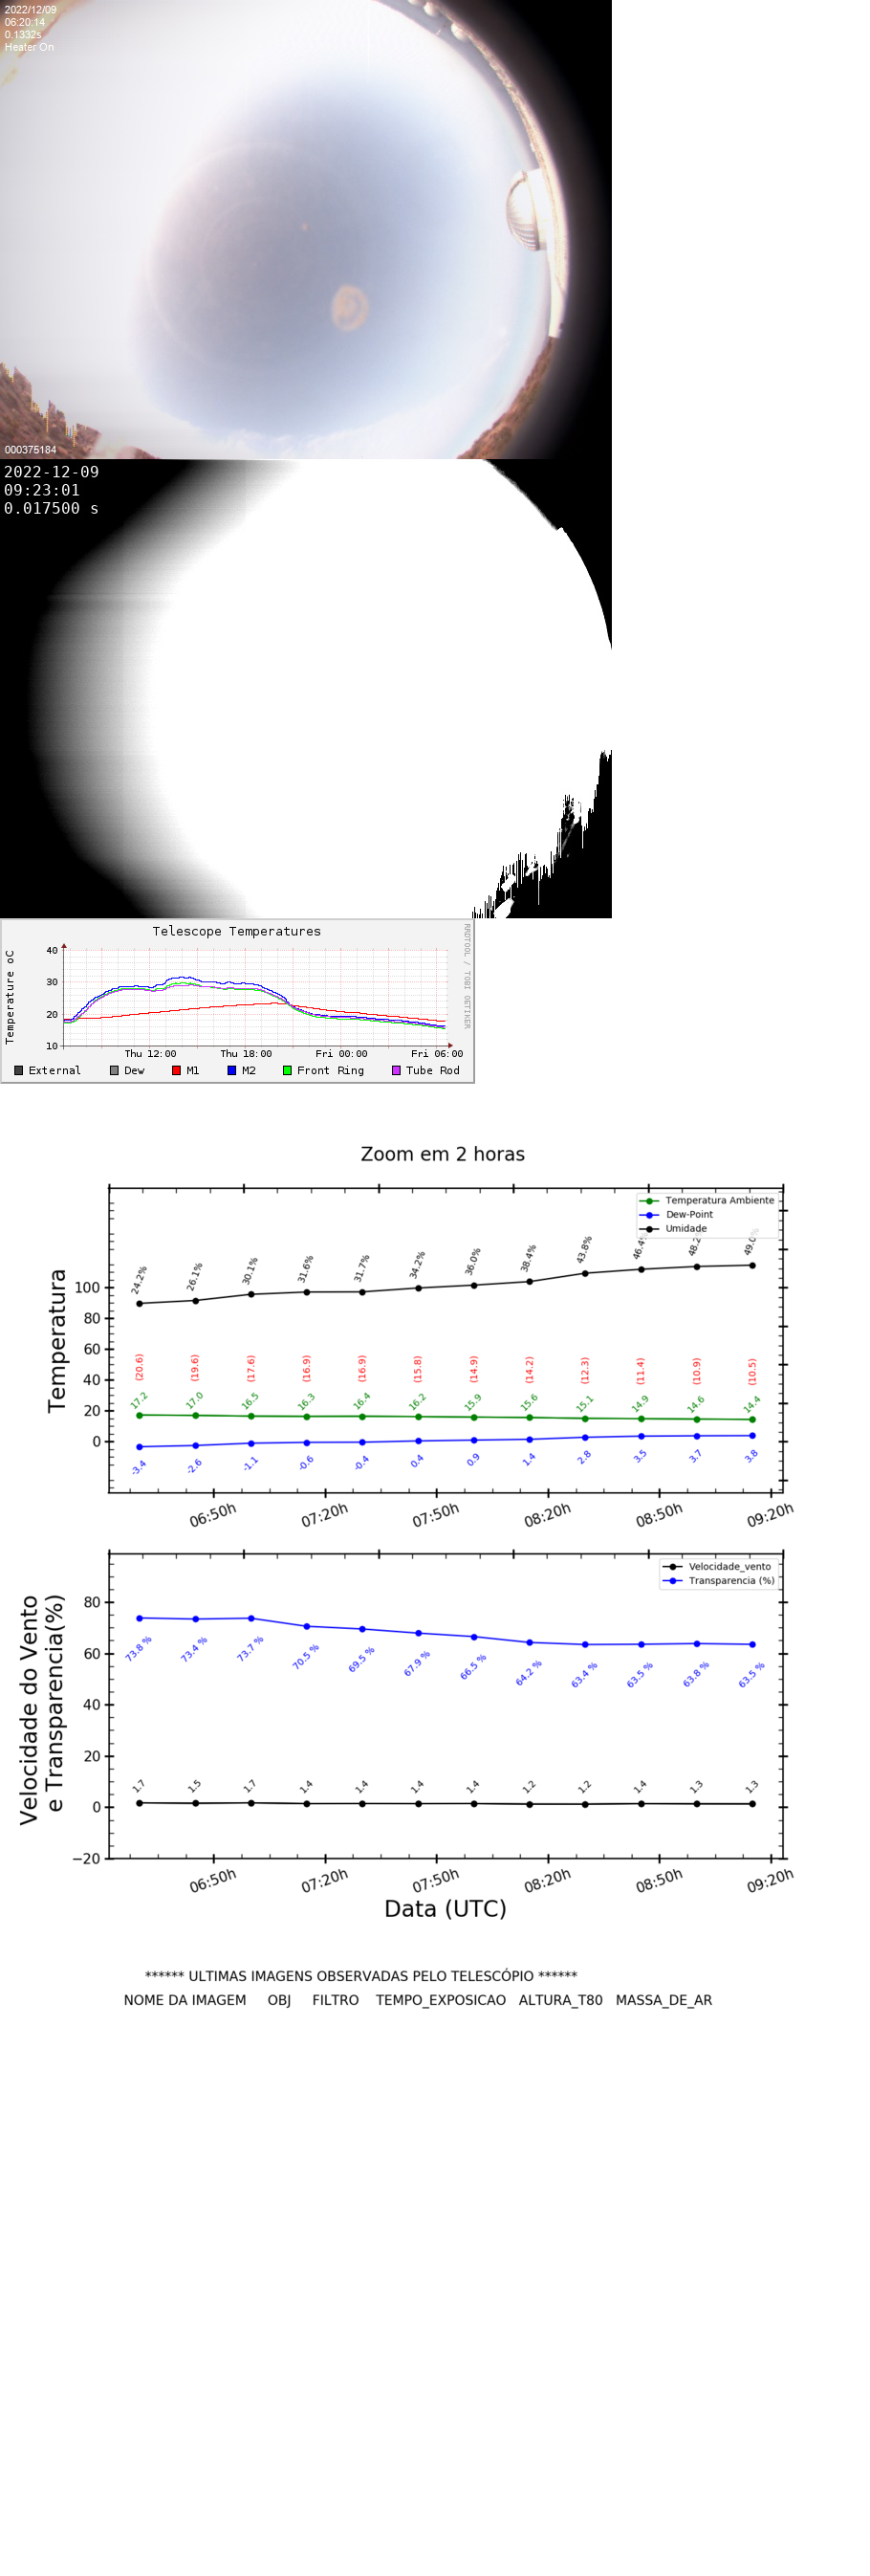 2022/12/09
06:20:14
0.1332s
Heater On
000375184
2022-12-09
09:23:01
0.017500 s
Telescope Temperatures
RRDTOOL / TOBI OETIKER
Temperature oC
40
30
20
10
Thu 12:00 Thu 18:00 Fri 00:00 Fri 06:00
External Dew M1 M2 Front Ring Tube Rod
Zoom em 2 horas
Temperatura Ambiente
Dew-Point
Umidade
Temperatura
100
80
60
40
20
0
24.2% 26.1% 30.1% 31.6% 31.7% 34.2% 36.0% 38.4% 43.8% 46.4% 48.2 49.0
(20.6) (19.6) (17.6) (16.9) (16.9) (15.8) (14.9) (14.2) (12.3) (11.4) (10.9) (10.5)
17.2 17.0 16.5 16.3 16.4 16.2 15.9 15.6 15.1 14.9 14.6 14.4
-3.4 -2.6 -1.1 -0.6 -0.4 0.4 0.9 1.4 2.8 3.5 3.7 3.8
06:50h 07:20h 07:50h 08:20h 08:50h 09:20h
Velocidade_vento
Transparencia (%)
Velocidade do Vento
e Transparencia(%)
80
60
40
20
0
−20
73.8 % 73.4 % 73.7 % 70.5 % 69.5 % 67.9 % 66.5 % 64.2 % 63.4 % 63.5 % 63.8 % 63.5 %
1.7 1.5 1.7 1.4 1.4 1.4 1.4 1.2 1.2 1.4 1.3 1.3
06:50h 07:20h 07:50h 08:20h 08:50h 09:20h
Data (UTC)
****** ULTIMAS IMAGENS OBSERVADAS PELO TELESCÓPIO ******
NOME DA IMAGEM OBJ FILTRO TEMPO_EXPOSICAO ALTURA_T80 MASSA_DE_AR